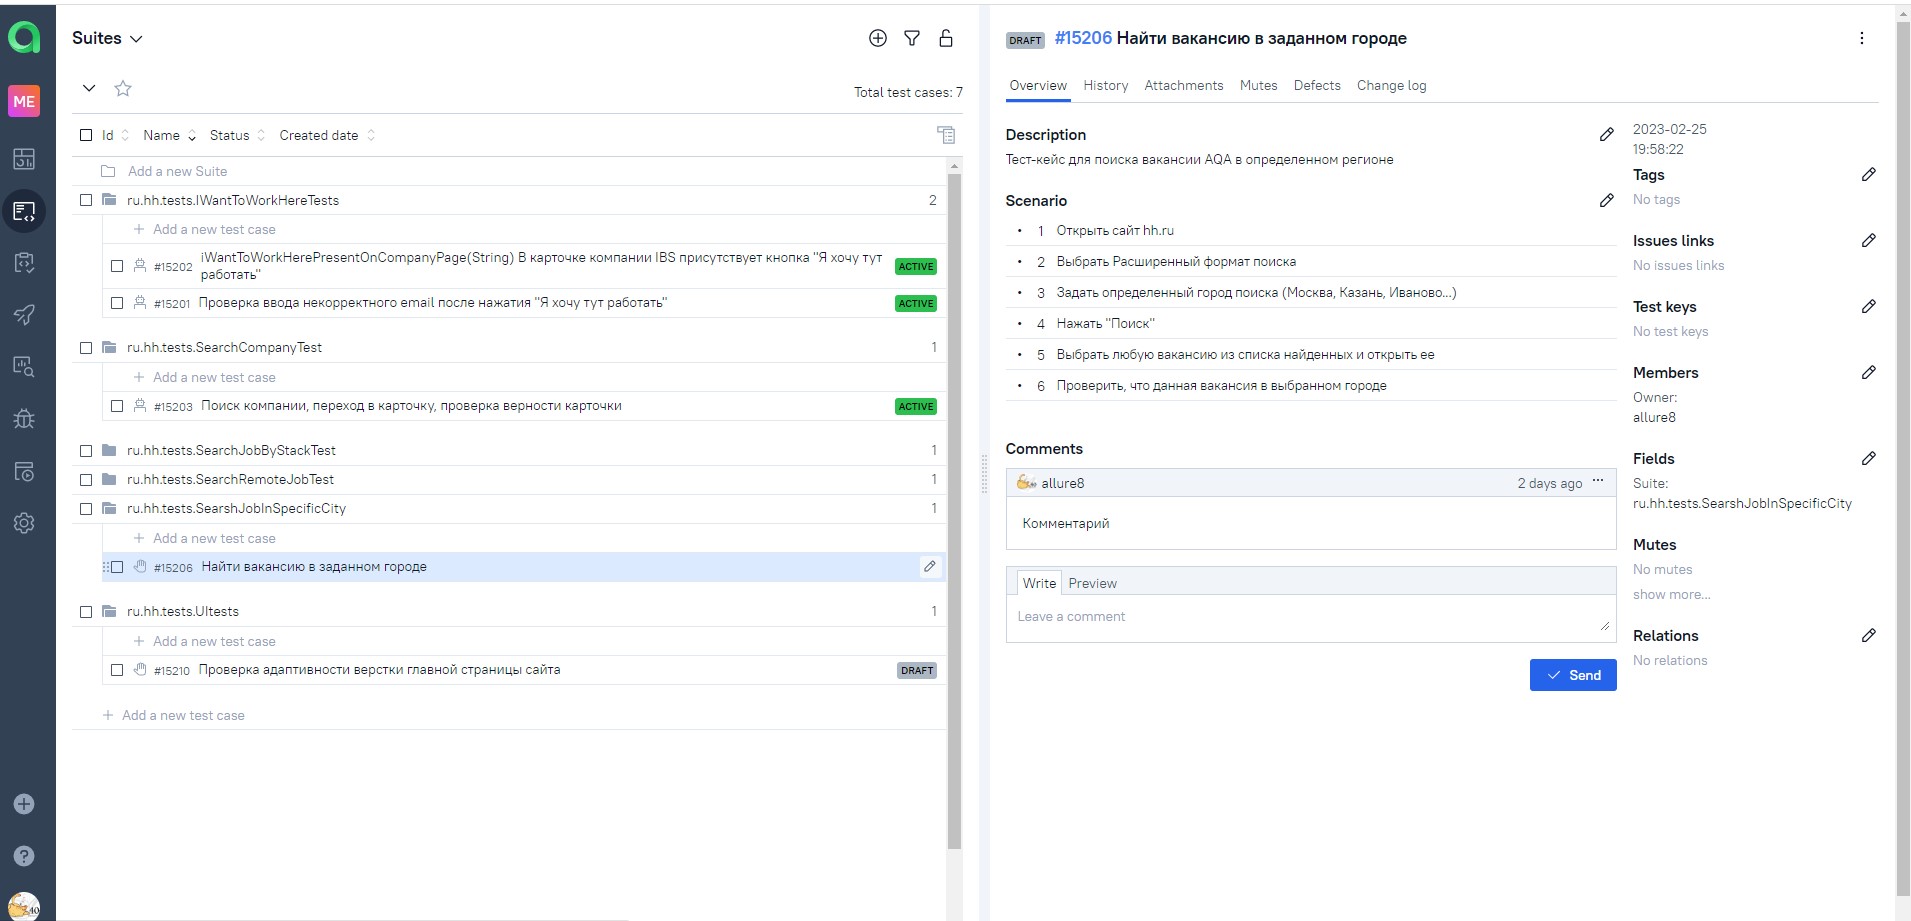 ME
Suites
Total test cases: 7
Id Name Status Created date
Add a new Suite
ru.hh.tests.IWantToWorkHereTests 2
Add a new test case
#15202 iWantToWorkHerePresentOnCompanyPage(String) В карточке компании IBS присутствует кнопка "Я хочу тут
работать" ACTIVE
#15201 Проверка ввода некорректного email после нажатия "Я хочу тут работать" ACTIVE
ru.hh.tests.SearchCompanyTest 1
Add a new test case
#15203 Поиск компании, переход в карточку, проверка верности карточки ACTIVE
ru.hh.tests.SearchJobByStackTest 1
ru.hh.tests.SearchRemoteJobTest 1
ru.hh.tests.SearshJobInSpecificCity 1
Add a new test case
#15206 Найти вакансию в заданном городе
ru.hh.tests.UItests 1
Add a new test case
#15210 Проверка адаптивности верстки главной страницы сайта DRAFT
Add a new test case
DRAFT #15206 Найти вакансию в заданном городе
Overview History Attachments Mutes Defects Change log
Description
Тест-кейс для поиска вакансии AQA в определенном регионе
Scenario
• 1 Открыть сайт hh.ru
• 2 Выбрать Расширенный формат поиска
• 3 Задать определенный город поиска (Москва, Казань, Иваново...)
• 4 Нажать "Поиск"
• 5 Выбрать любую вакансию из списка найденных и открыть ее
• 6 Проверить, что данная вакансия в выбранном городе
Comments
allure8 2 days ago ...
Комментарий
Write Preview
Leave a comment
Send
2023-02-25
19:58:22
Tags
No tags
Issues links
No issues links
Test keys
No test keys
Members
Owner:
allure8
Fields
Suite:
ru.hh.tests.SearshJobInSpecificCity
Mutes
No mutes
show more...
Relations
No relations